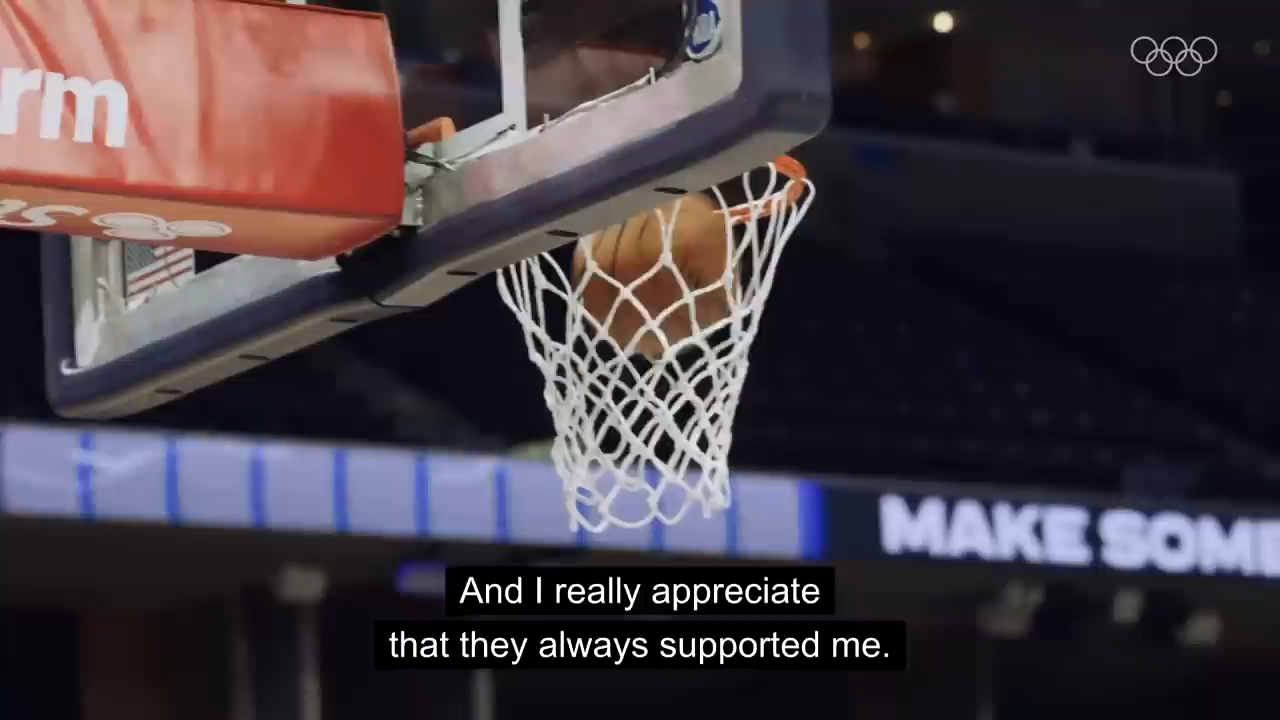 rm
MAKE SOME
And I really appreciate
that they always supported me.